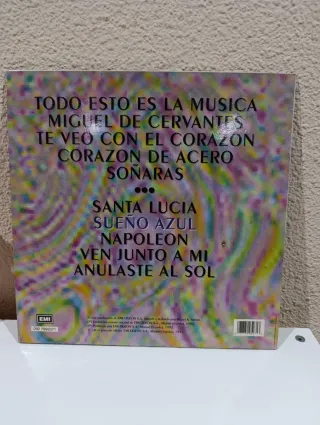 TODO ESTO ES LA MUSICA
MIGUEL DE CERVANTES
TE VEO CON EL CORAZON
CORAZON DE ACERO
SOÑARAS
•••
SANTA LUCIA
SUEÑO AZUL
NAPOLEON
VEN JUNTO A MI
ANULASTE AL SOL
EMI